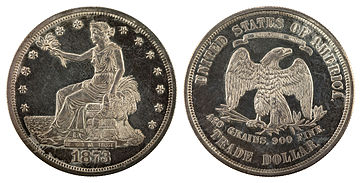 1873
UNITED STATES OF AMERICA.
420 GRAINS, 900 FINE.
TRADE DOLLAR.